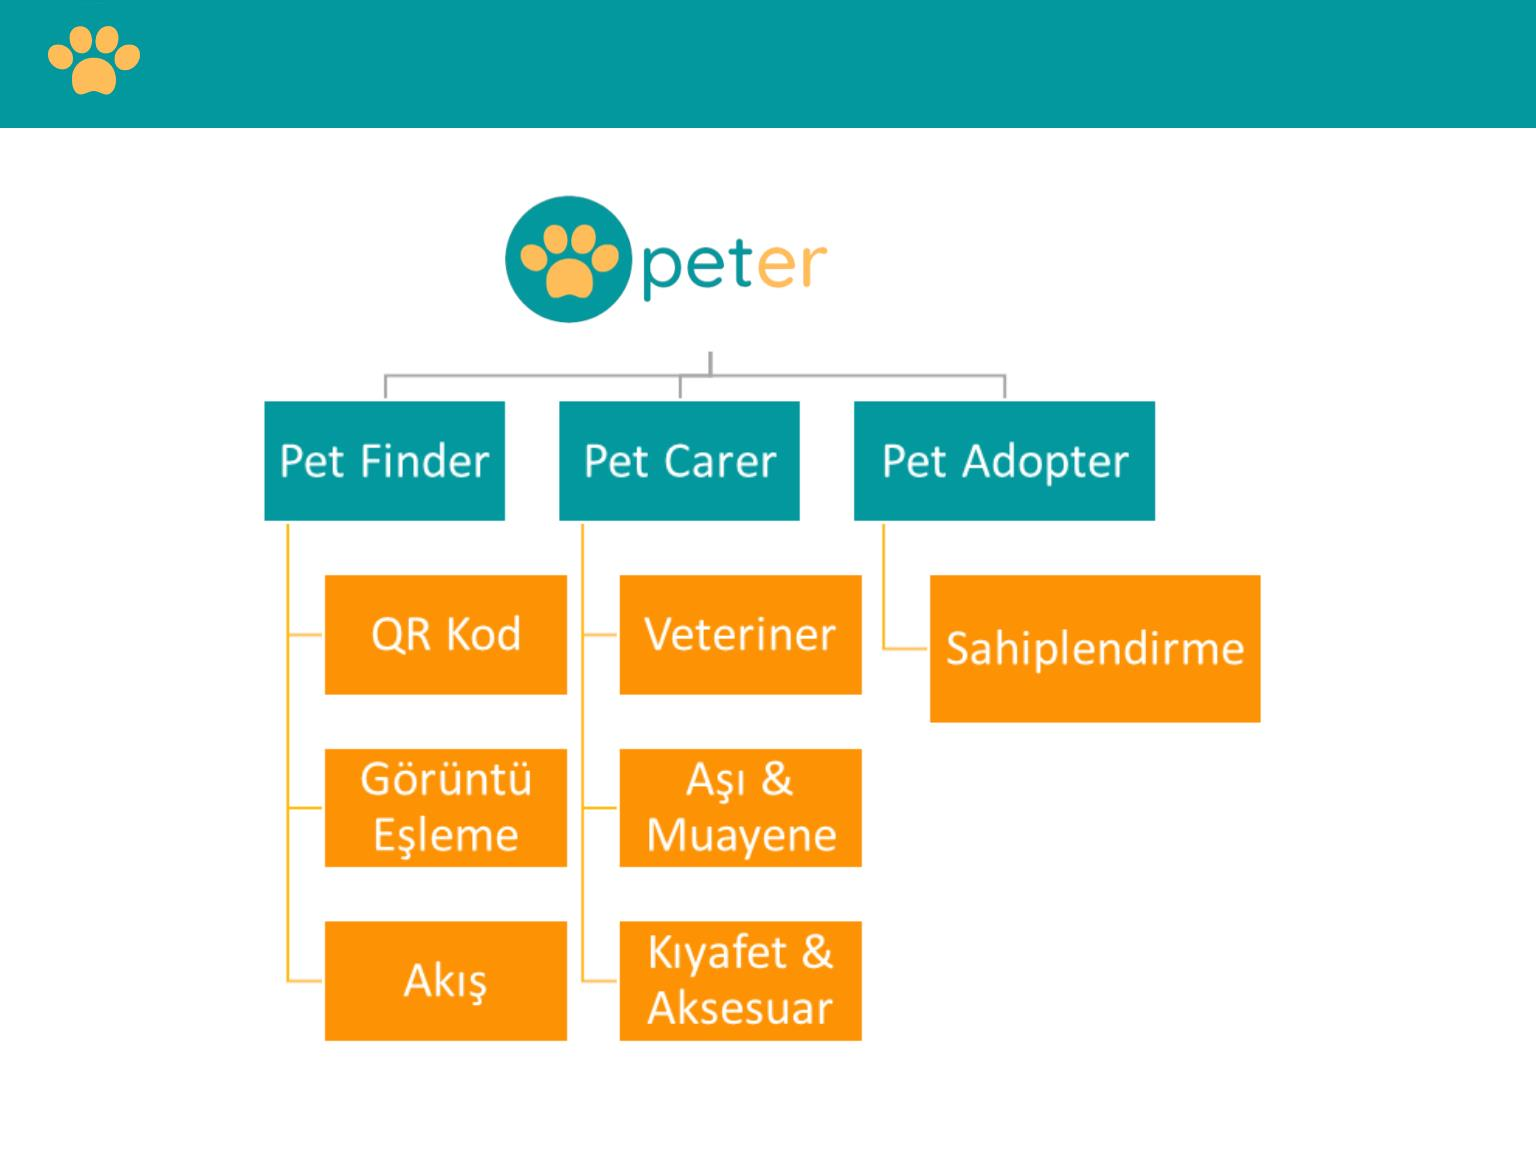 peter
Pet Finder
Pet Carer
Pet Adopter
QR Kod
Veteriner
Sahiplendirme
Görüntü
Eşleme
Aşı &
Muayene
Akış
Kıyafet &
Aksesuar